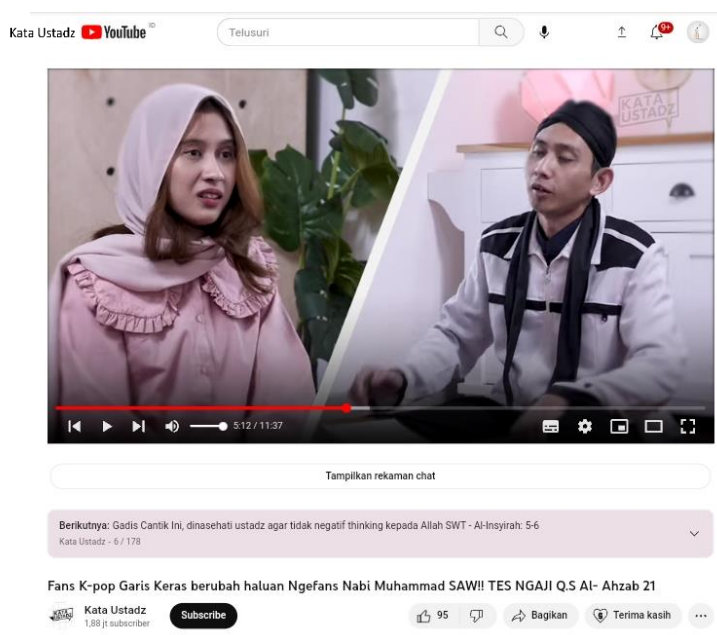 Kata Ustadz YouTube ID
Telusuri
9+
KATA
USTADZ
5:12 / 11:37
Tampilkan rekaman chat
Berikutnya: Gadis Cantik Ini, dinasehati ustadz agar tidak negatif thinking kepada Allah SWT - Al-Insyirah: 5-6
Kata Ustadz - 6 / 178
Fans K-pop Garis Keras berubah haluan Ngefans Nabi Muhammad SAW!! TES NGAJI Q.S Al- Ahzab 21
Kata Ustadz
1,88 jt subscriber
Subscribe
95
Bagikan
Terima kasih